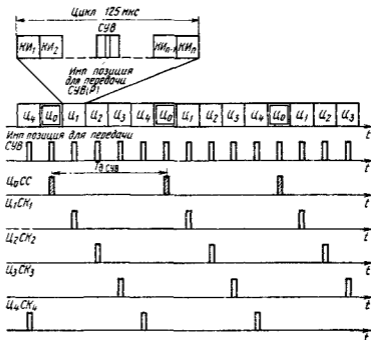 Цикл 125 мкс
СУВ
КИ₁ КИ₂ КИₙ₋₁ КИₙ
Имп позиция
для передачи
СУВ(Р)
Ц₄ Ц₀ Ц₁ Ц₂ Ц₃ Ц₄ Ц₀ Ц₁ Ц₂ Ц₃ Ц₄ Ц₀ Ц₁ Ц₂ Ц₃
t
Имп позиция для передачи
СУВ
t
Тд СУВ
Ц₀СС
t
Ц₁СК₁
t
Ц₂СК₂
t
Ц₃СК₃
t
Ц₄СК₄
t